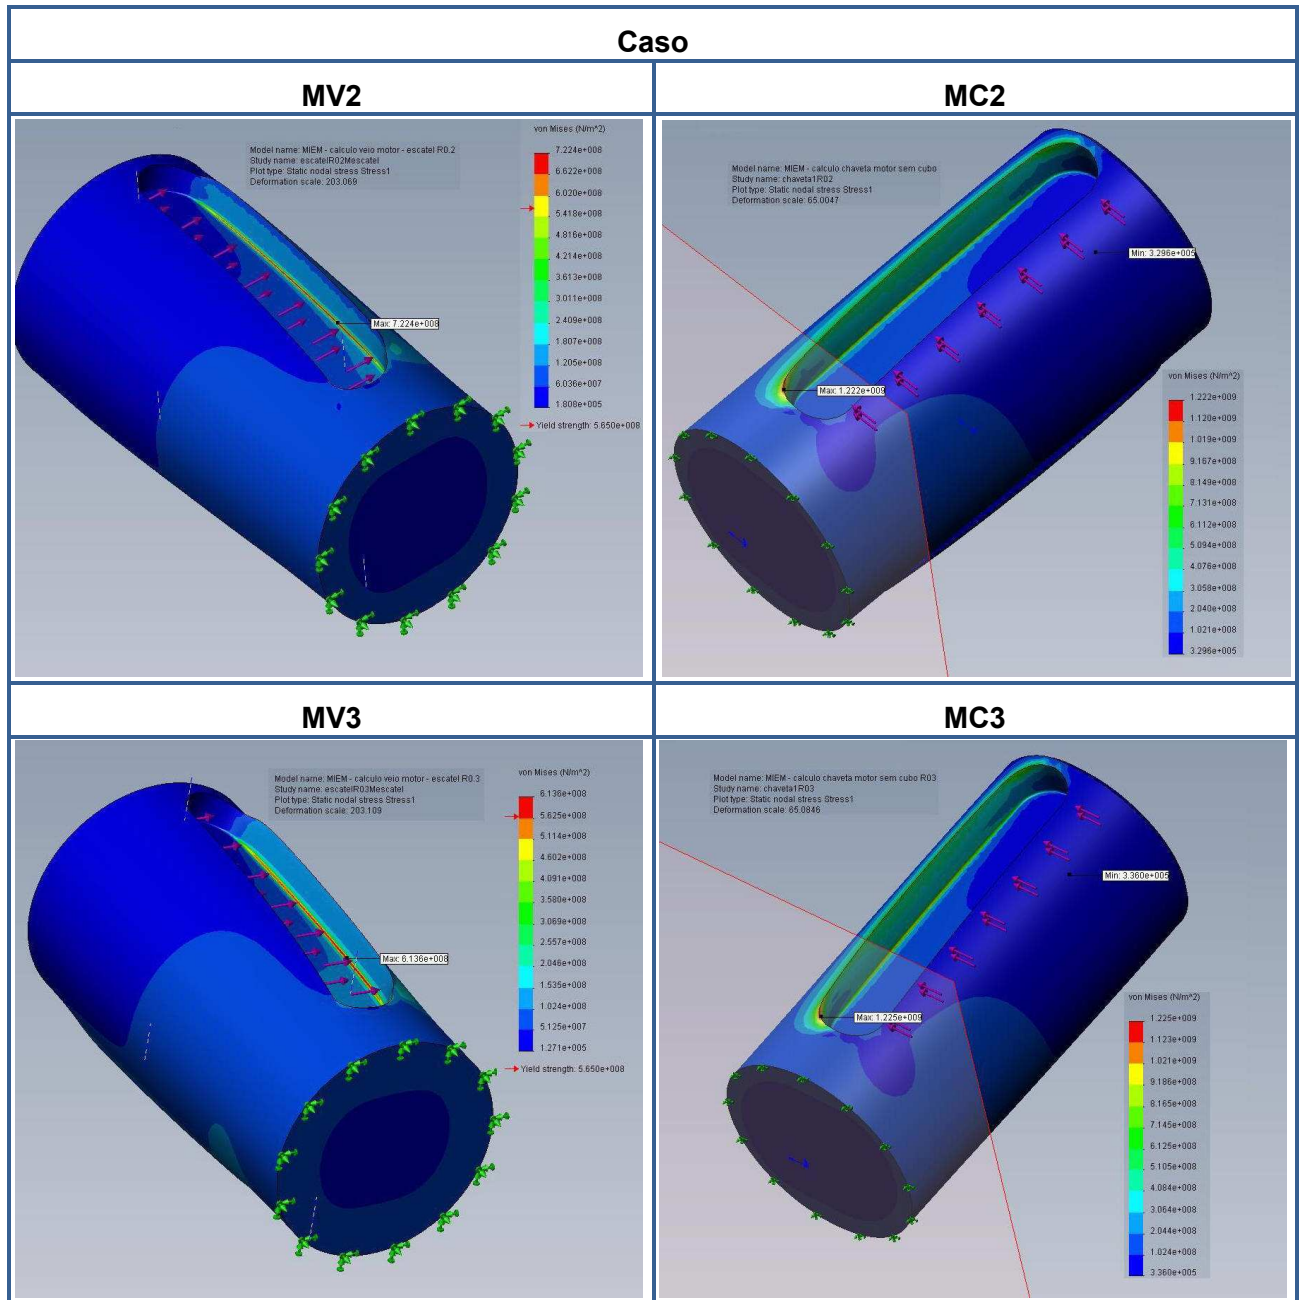 Caso
MV2
MC2
Model name: MIEM - calculo veio motor - escatel R0.2
Study name: escatelR02Mescatel
Plot type: Static nodal stress Stress1
Deformation scale: 203.069
von Mises (N/m^2)
7.224e+008
6.622e+008
6.020e+008
5.418e+008
4.816e+008
4.214e+008
3.613e+008
3.011e+008
2.409e+008
1.807e+008
1.205e+008
6.036e+007
1.808e+005
Yield strength: 5.650e+008
Max: 7.224e+008
Model name: MIEM - calculo chaveta motor sem cubo
Study name: chaveta1R02
Plot type: Static nodal stress Stress1
Deformation scale: 65.0047
Min: 3.296e+005
Max: 1.222e+009
von Mises (N/m^2)
1.222e+009
1.120e+009
1.019e+009
9.167e+008
8.149e+008
7.131e+008
6.112e+008
5.094e+008
4.076e+008
3.058e+008
2.040e+008
1.021e+008
3.296e+005
MV3
MC3
Model name: MIEM - calculo veio motor - escatel R0.3
Study name: escatelR03Mescatel
Plot type: Static nodal stress Stress1
Deformation scale: 203.109
von Mises (N/m^2)
6.136e+008
5.625e+008
5.114e+008
4.602e+008
4.091e+008
3.580e+008
3.069e+008
2.557e+008
2.046e+008
1.535e+008
1.024e+008
5.125e+007
1.271e+005
Yield strength: 5.650e+008
Max: 6.136e+008
Model name: MIEM - calculo chaveta motor sem cubo R03
Study name: chaveta1R03
Plot type: Static nodal stress Stress1
Deformation scale: 65.0846
Min: 3.360e+005
Max: 1.225e+009
von Mises (N/m^2)
1.225e+009
1.123e+009
1.021e+009
9.186e+008
8.165e+008
7.145e+008
6.125e+008
5.105e+008
4.084e+008
3.064e+008
2.044e+008
1.024e+008
3.360e+005